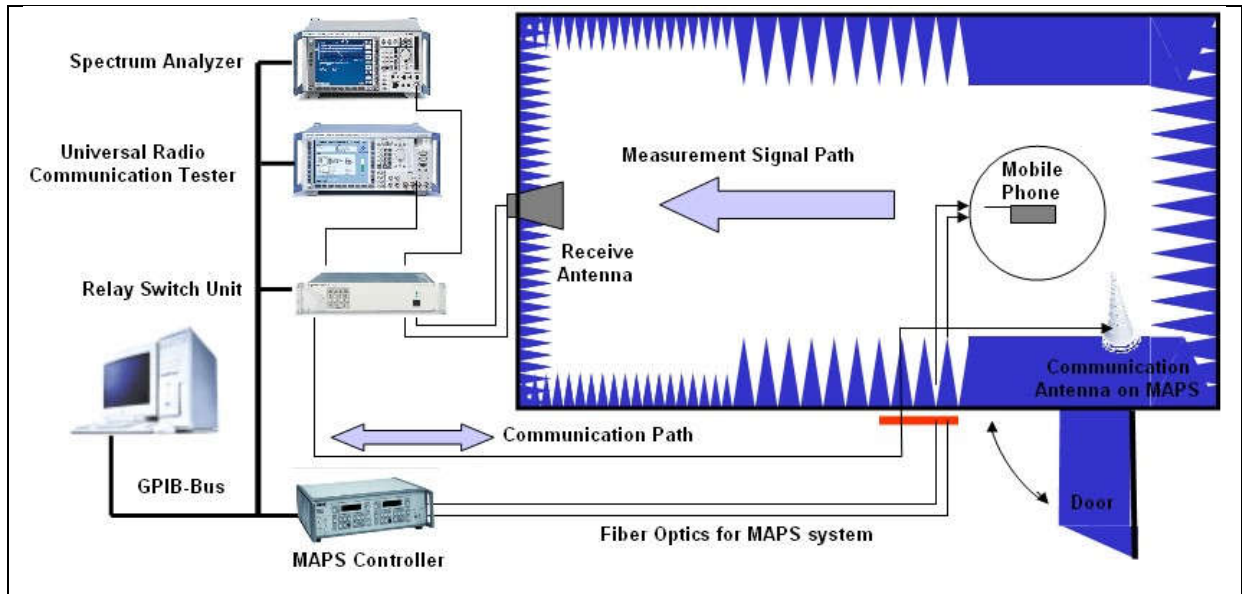 Spectrum Analyzer
Universal Radio
Communication Tester
Relay Switch Unit
GPIB-Bus
MAPS Controller
Measurement Signal Path
Receive
Antenna
Mobile
Phone
Communication
Antenna on MAPS
Communication Path
Fiber Optics for MAPS system
Door